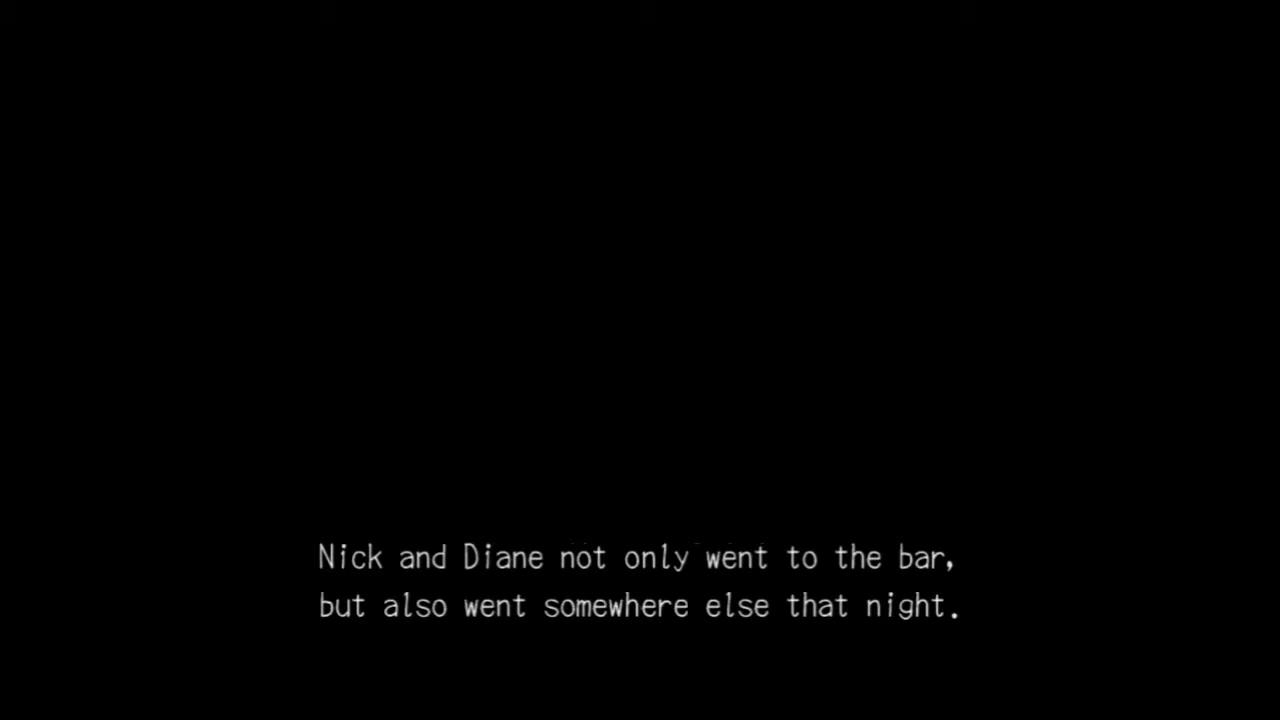 Nick and Diane not only went to the bar,
but also went somewhere else that night.